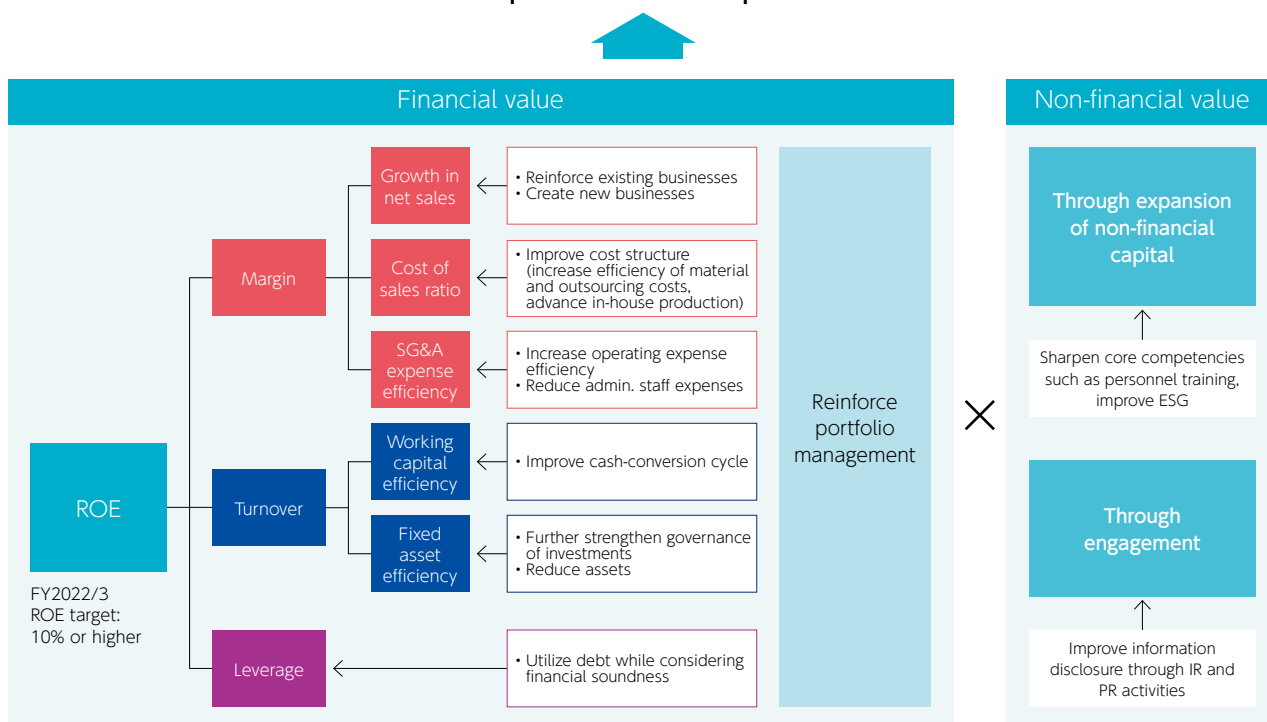 Financial value
Non-financial value
Growth in
net sales
• Reinforce existing businesses
• Create new businesses
Margin
Cost of
sales ratio
• Improve cost structure
(increase efficiency of material
and outsourcing costs,
advance in-house production)
SG&A
expense
efficiency
• Increase operating expense
efficiency
• Reduce admin. staff expenses
ROE
FY2022/3
ROE target:
10% or higher
Turnover
Working
capital
efficiency
• Improve cash-conversion cycle
Fixed
asset
efficiency
• Further strengthen governance
of investments
• Reduce assets
Leverage
• Utilize debt while considering
financial soundness
Reinforce
portfolio
management
×
Through expansion
of non-financial
capital
Sharpen core competencies
such as personnel training,
improve ESG
Through
engagement
Improve information
disclosure through IR and
PR activities